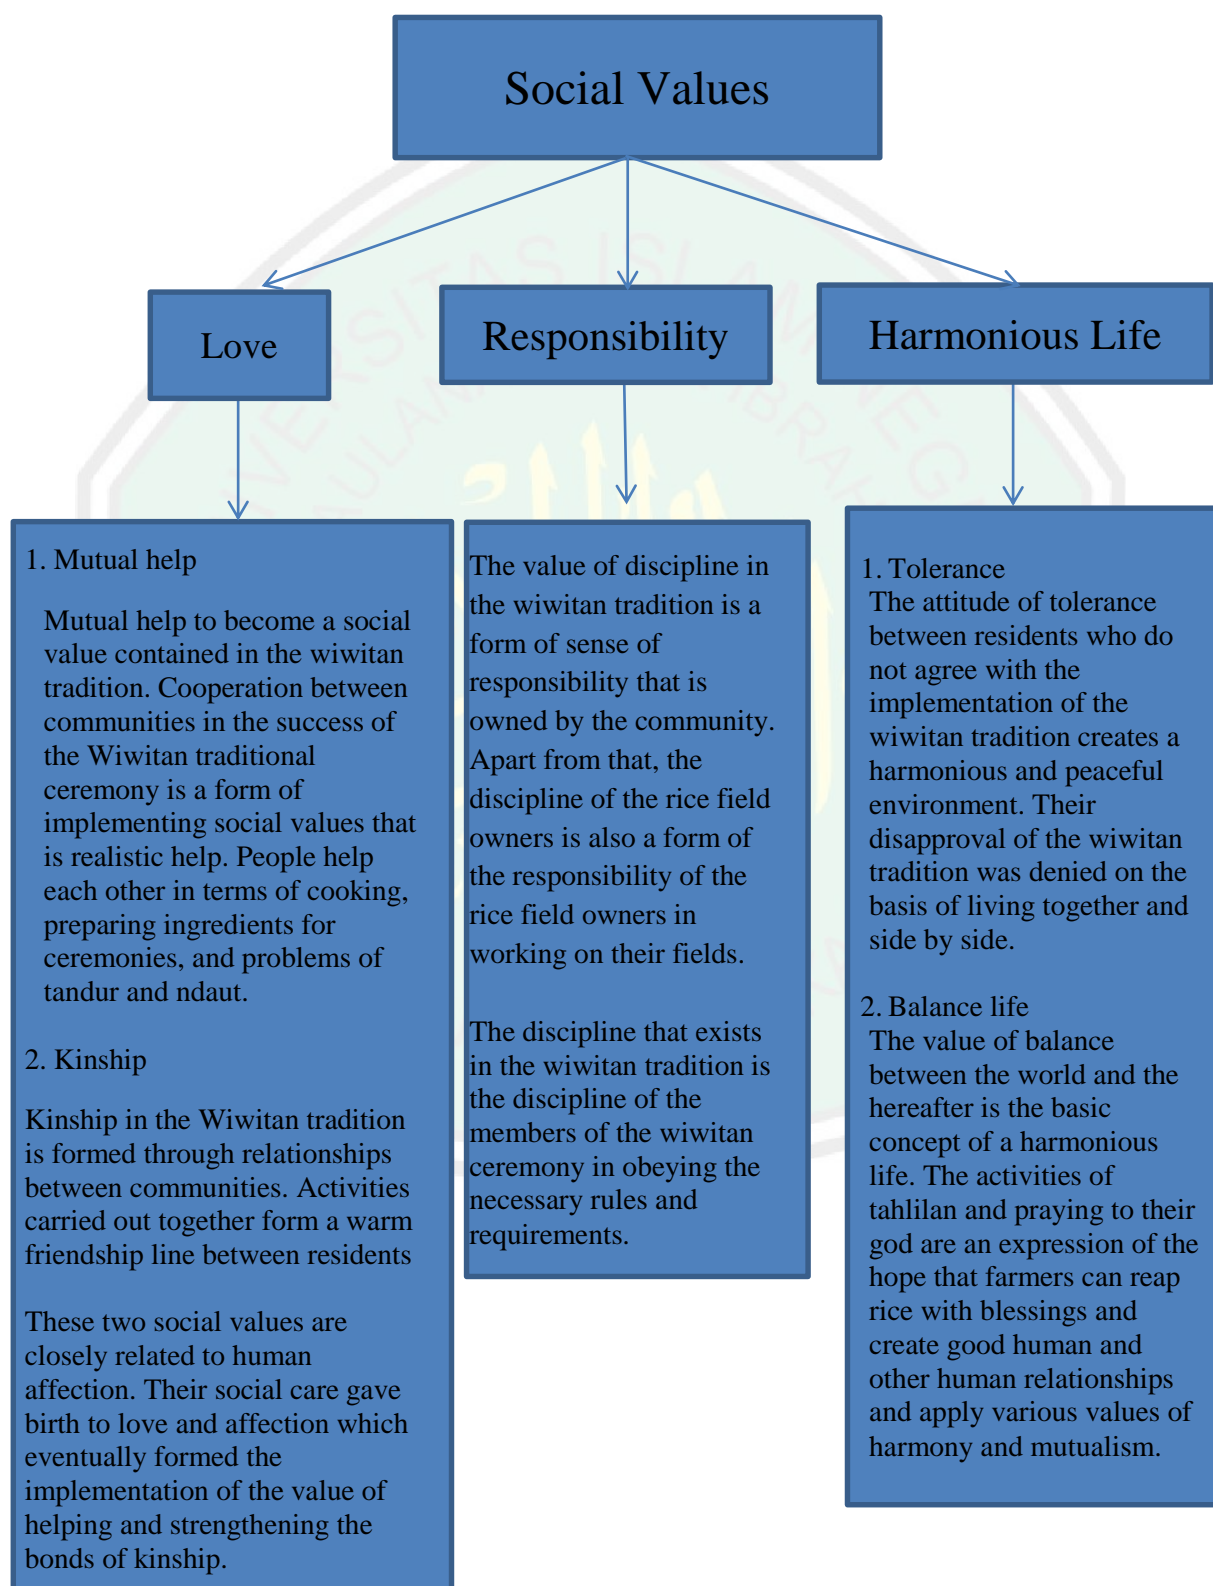 Social Values
Love
Responsibility
Harmonious Life
1. Mutual help
Mutual help to become a social
value contained in the wiwitan
tradition. Cooperation between
communities in the success of
the Wiwitan traditional
ceremony is a form of
implementing social values that
is realistic help. People help
each other in terms of cooking,
preparing ingredients for
ceremonies, and problems of
tandur and ndaut.
2. Kinship
Kinship in the Wiwitan tradition
is formed through relationships
between communities. Activities
carried out together form a warm
friendship line between residents
These two social values are
closely related to human
affection. Their social care gave
birth to love and affection which
eventually formed the
implementation of the value of
helping and strengthening the
bonds of kinship.
The value of discipline in
the wiwitan tradition is a
form of sense of
responsibility that is
owned by the community.
Apart from that, the
discipline of the rice field
owners is also a form of
the responsibility of the
rice field owners in
working on their fields.
The discipline that exists
in the wiwitan tradition is
the discipline of the
members of the wiwitan
ceremony in obeying the
necessary rules and
requirements.
1. Tolerance
The attitude of tolerance
between residents who do
not agree with the
implementation of the
wiwitan tradition creates a
harmonious and peaceful
environment. Their
disapproval of the wiwitan
tradition was denied on the
basis of living together and
side by side.
2. Balance life
The value of balance
between the world and the
hereafter is the basic
concept of a harmonious
life. The activities of
tahlilan and praying to their
god are an expression of the
hope that farmers can reap
rice with blessings and
create good human and
other human relationships
and apply various values of
harmony and mutualism.